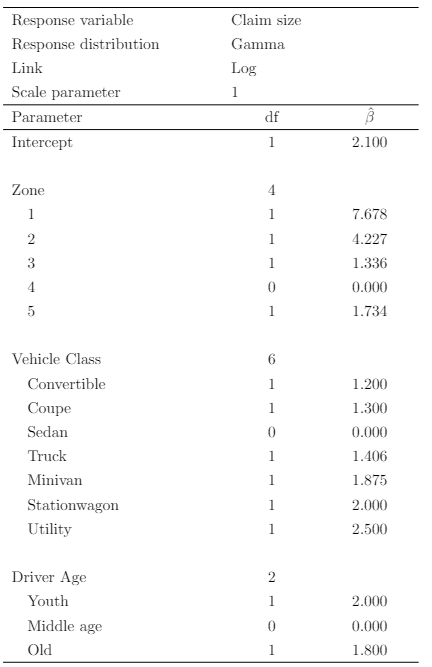 Response variable Claim size
Response distribution Gamma
Link Log
Scale parameter 1
Parameter df β̂
Intercept 1 2.100
Zone 4
1 1 7.678
2 1 4.227
3 1 1.336
4 0 0.000
5 1 1.734
Vehicle Class 6
Convertible 1 1.200
Coupe 1 1.300
Sedan 0 0.000
Truck 1 1.406
Minivan 1 1.875
Stationwagon 1 2.000
Utility 1 2.500
Driver Age 2
Youth 1 2.000
Middle age 0 0.000
Old 1 1.800